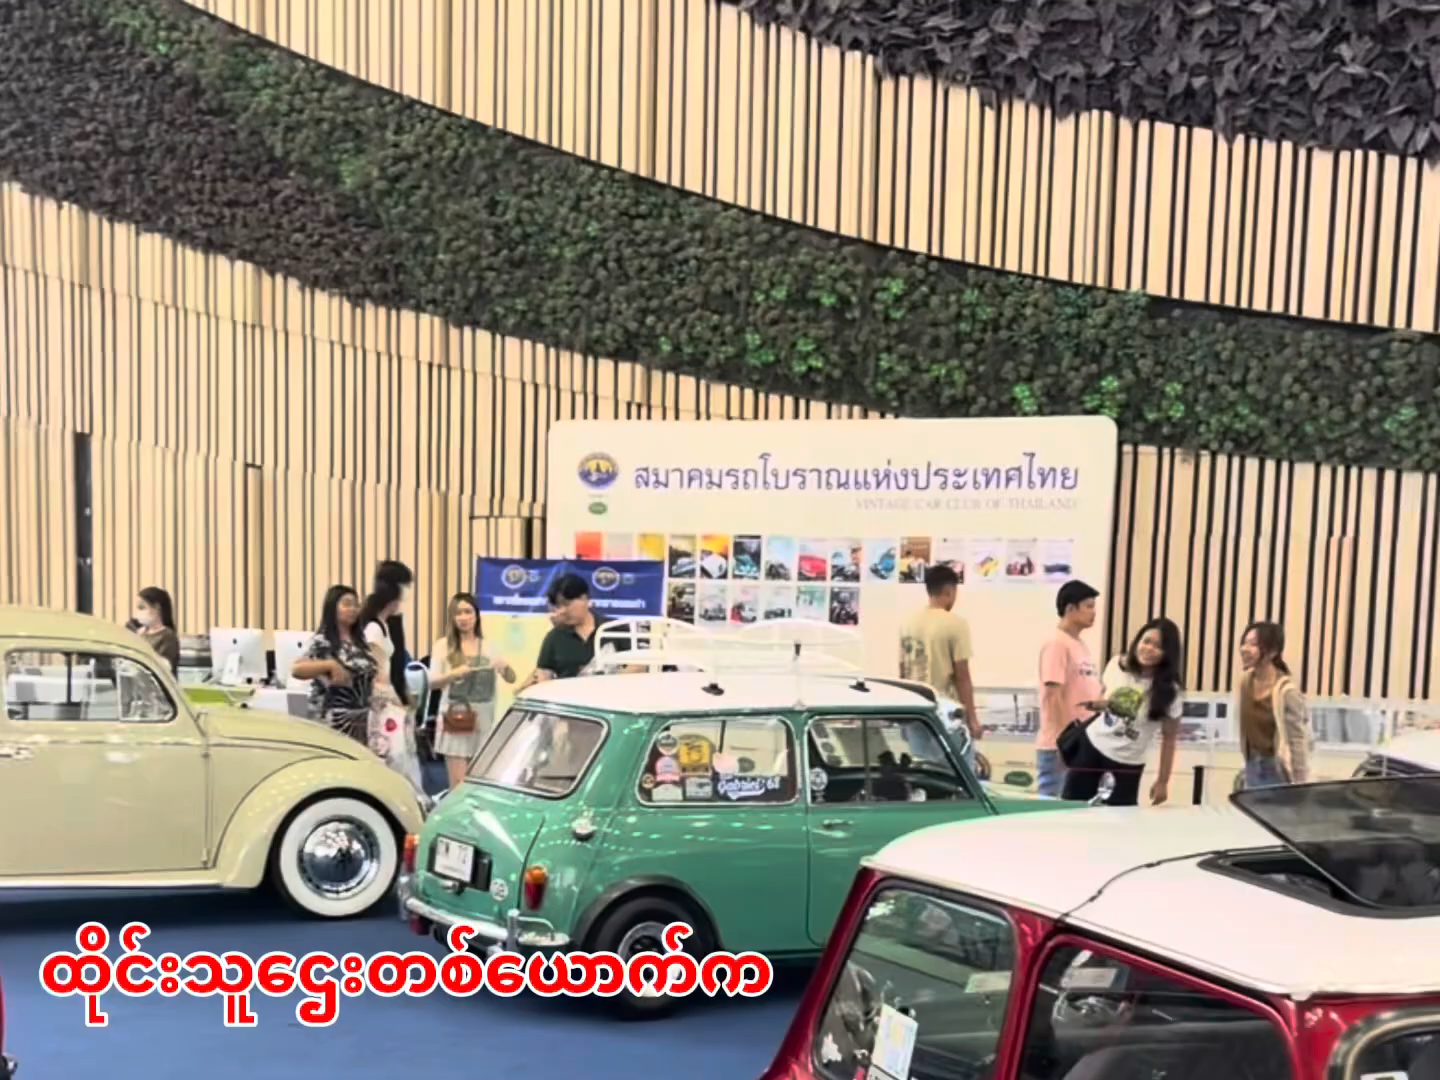 สมาคมรถโบราณแห่งประเทศไทย
VINTAGE CAR CLUB OF THAILAND
Gabriel '68
ထိုင်းသူဌေးတစ်ယောက်က